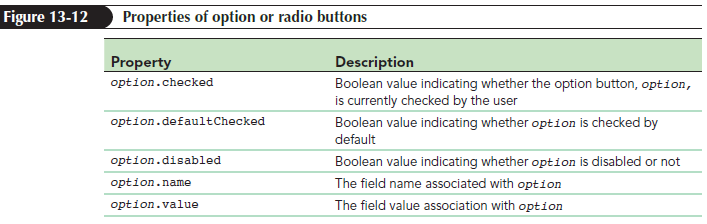 Figure 13-12 Properties of option or radio buttons
Property Description
option.checked Boolean value indicating whether the option button, option,
is currently checked by the user
option.defaultChecked Boolean value indicating whether option is checked by
default
option.disabled Boolean value indicating whether option is disabled or not
option.name The field name associated with option
option.value The field value association with option